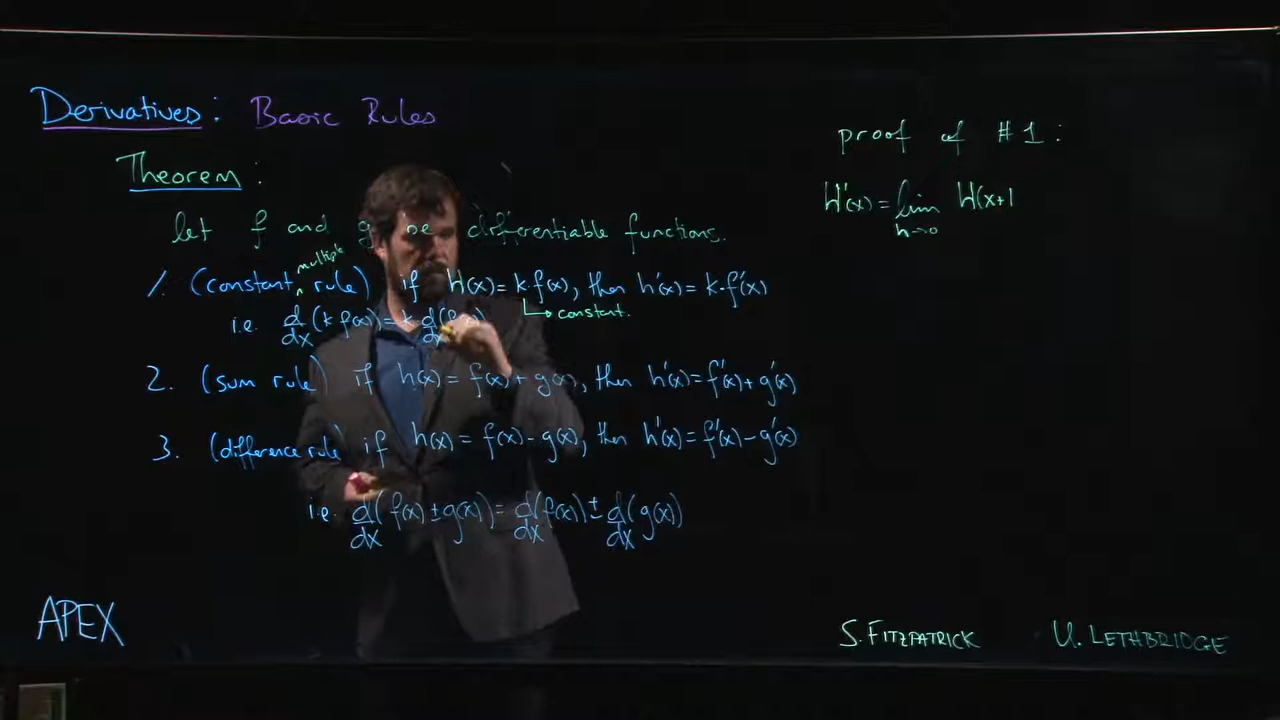 Derivatives: Basic Rules
Theorem:
let f and g be differentiable functions.
1. (constant multiple rule) if H(x) = k·f(x), then h'(x) = k·f'(x)
↳ constant.
i.e. d/dx (k f(x)) = k d/dx (f(x))
2. (sum rule) if h(x) = f(x) + g(x), then h'(x) = f'(x) + g'(x)
3. (difference rule) if h(x) = f(x) - g(x), then h'(x) = f'(x) - g'(x)
i.e. d/dx (f(x) ± g(x)) = d/dx (f(x)) ± d/dx (g(x))
proof of #1:
H'(x) = lim h→0 H(x+
APEX
S. FITZPATRICK
U. LETHBRIDGE